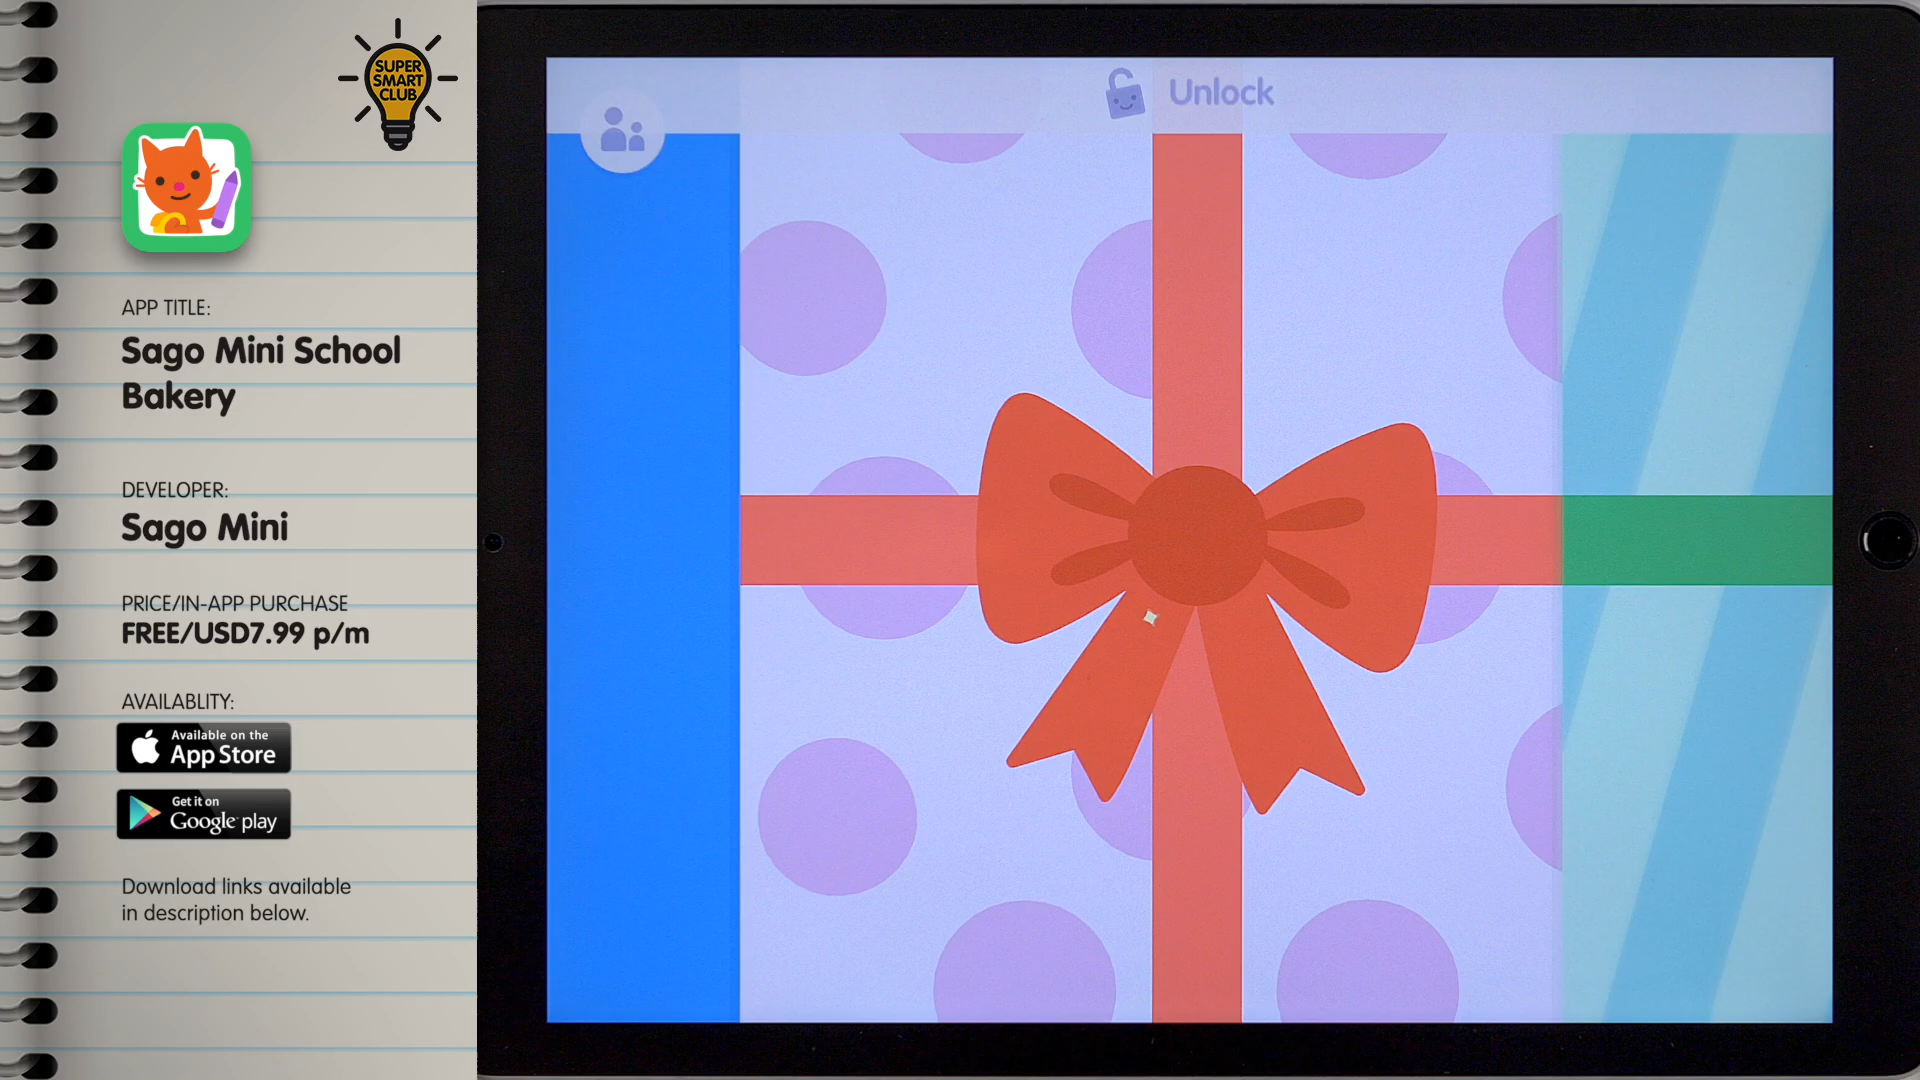 SUPER
SMART
CLUB
APP TITLE:
Sago Mini School
Bakery
DEVELOPER:
Sago Mini
PRICE/IN-APP PURCHASE
FREE/USD7.99 p/m
AVAILABLITY:
Available on the
App Store
Get it on
Google play
Download links available
in description below.
Unlock